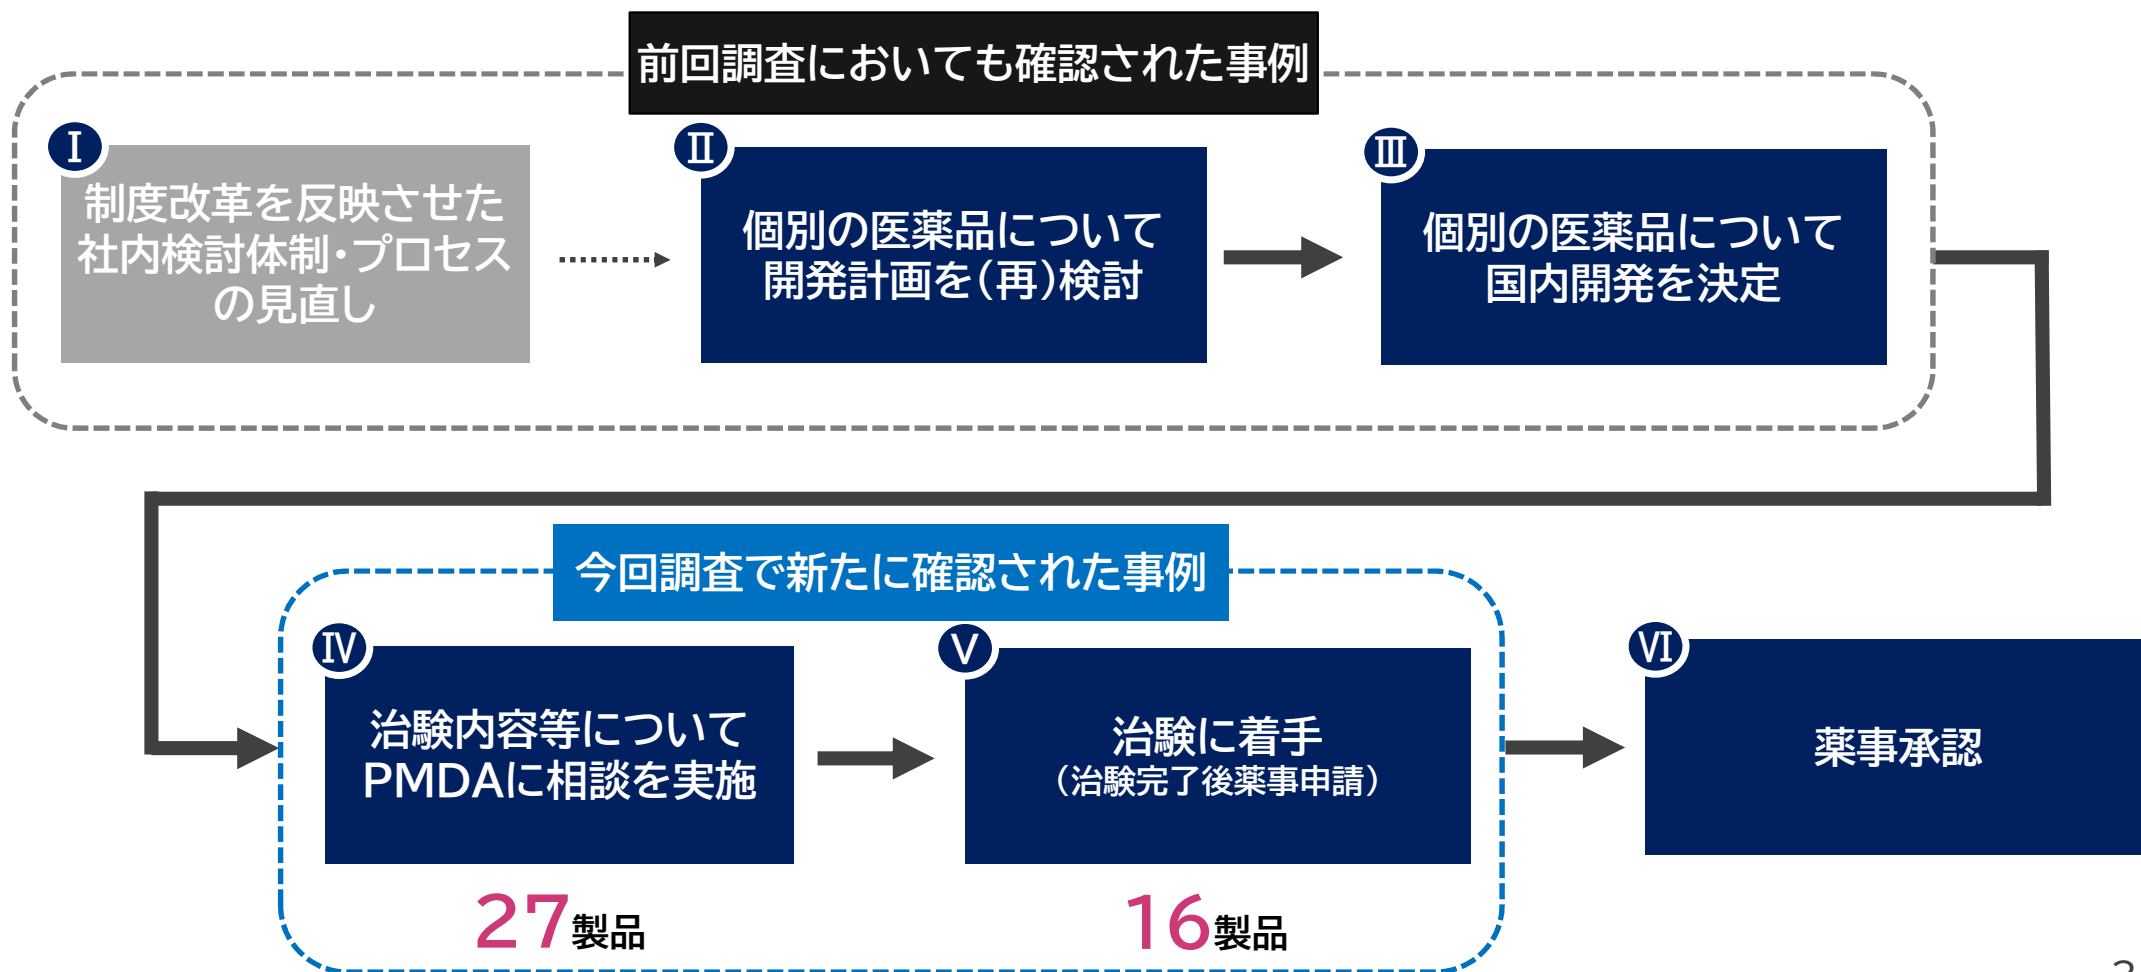 前回調査においても確認された事例
Ⅰ
制度改革を反映させた
社内検討体制・プロセス
の見直し
Ⅱ
個別の医薬品について
開発計画を(再)検討
Ⅲ
個別の医薬品について
国内開発を決定
今回調査で新たに確認された事例
Ⅳ
治験内容等について
PMDAに相談を実施
27製品
Ⅴ
治験に着手
(治験完了後薬事申請)
16製品
Ⅵ
薬事承認